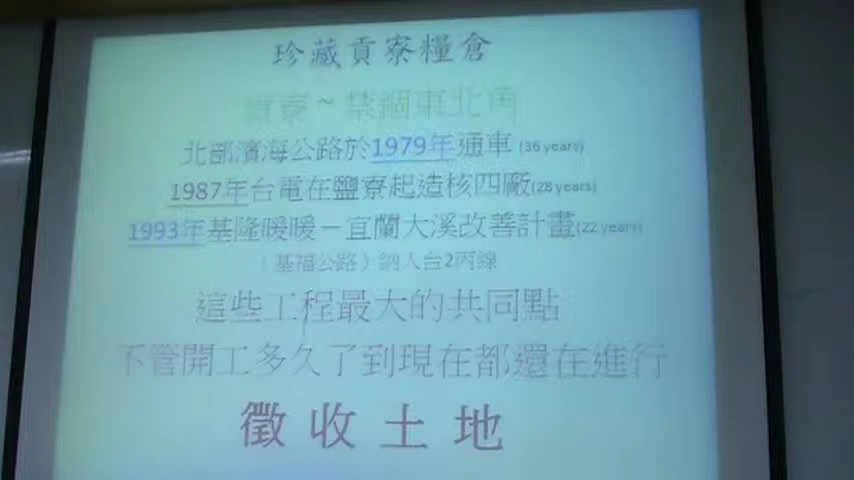 珍藏貢寮糧倉
貢寮~禁錮東北角
北部濱海公路於1979年通車 (36 years)
1987年台電在鹽寮起造核四廠(28 years)
1993年基隆暖暖－宜蘭大溪改善計畫(22 years)
（基福公路）納入台2丙線
這些工程最大的共同點
不管開工多久了到現在都還在進行
徵收土地